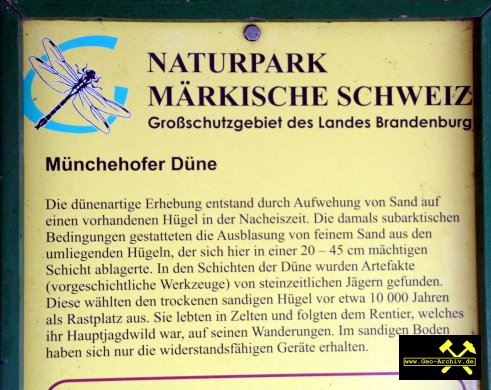 NATURPARK
MÄRKISCHE SCHWEIZ
Großschutzgebiet des Landes Brandenburg
Münchehofer Düne
Die dünenartige Erhebung entstand durch Aufwehung von Sand auf
einen vorhandenen Hügel in der Nacheiszeit. Die damals subarktischen
Bedingungen gestatteten die Ausblasung von feinem Sand aus den
umliegenden Hügeln, der sich hier in einer 20 – 45 cm mächtigen
Schicht ablagerte. In den Schichten der Düne wurden Artefakte
(vorgeschichtliche Werkzeuge) von steinzeitlichen Jägern gefunden.
Diese wählten den trockenen sandigen Hügel vor etwa 10 000 Jahren
als Rastplatz aus. Sie lebten in Zelten und folgten dem Rentier, welches
ihr Hauptjagdwild war, auf seinen Wanderungen. Im sandigen Boden
haben sich nur die widerstandsfähigen Geräte erhalten.
www.Geo-Archiv.de